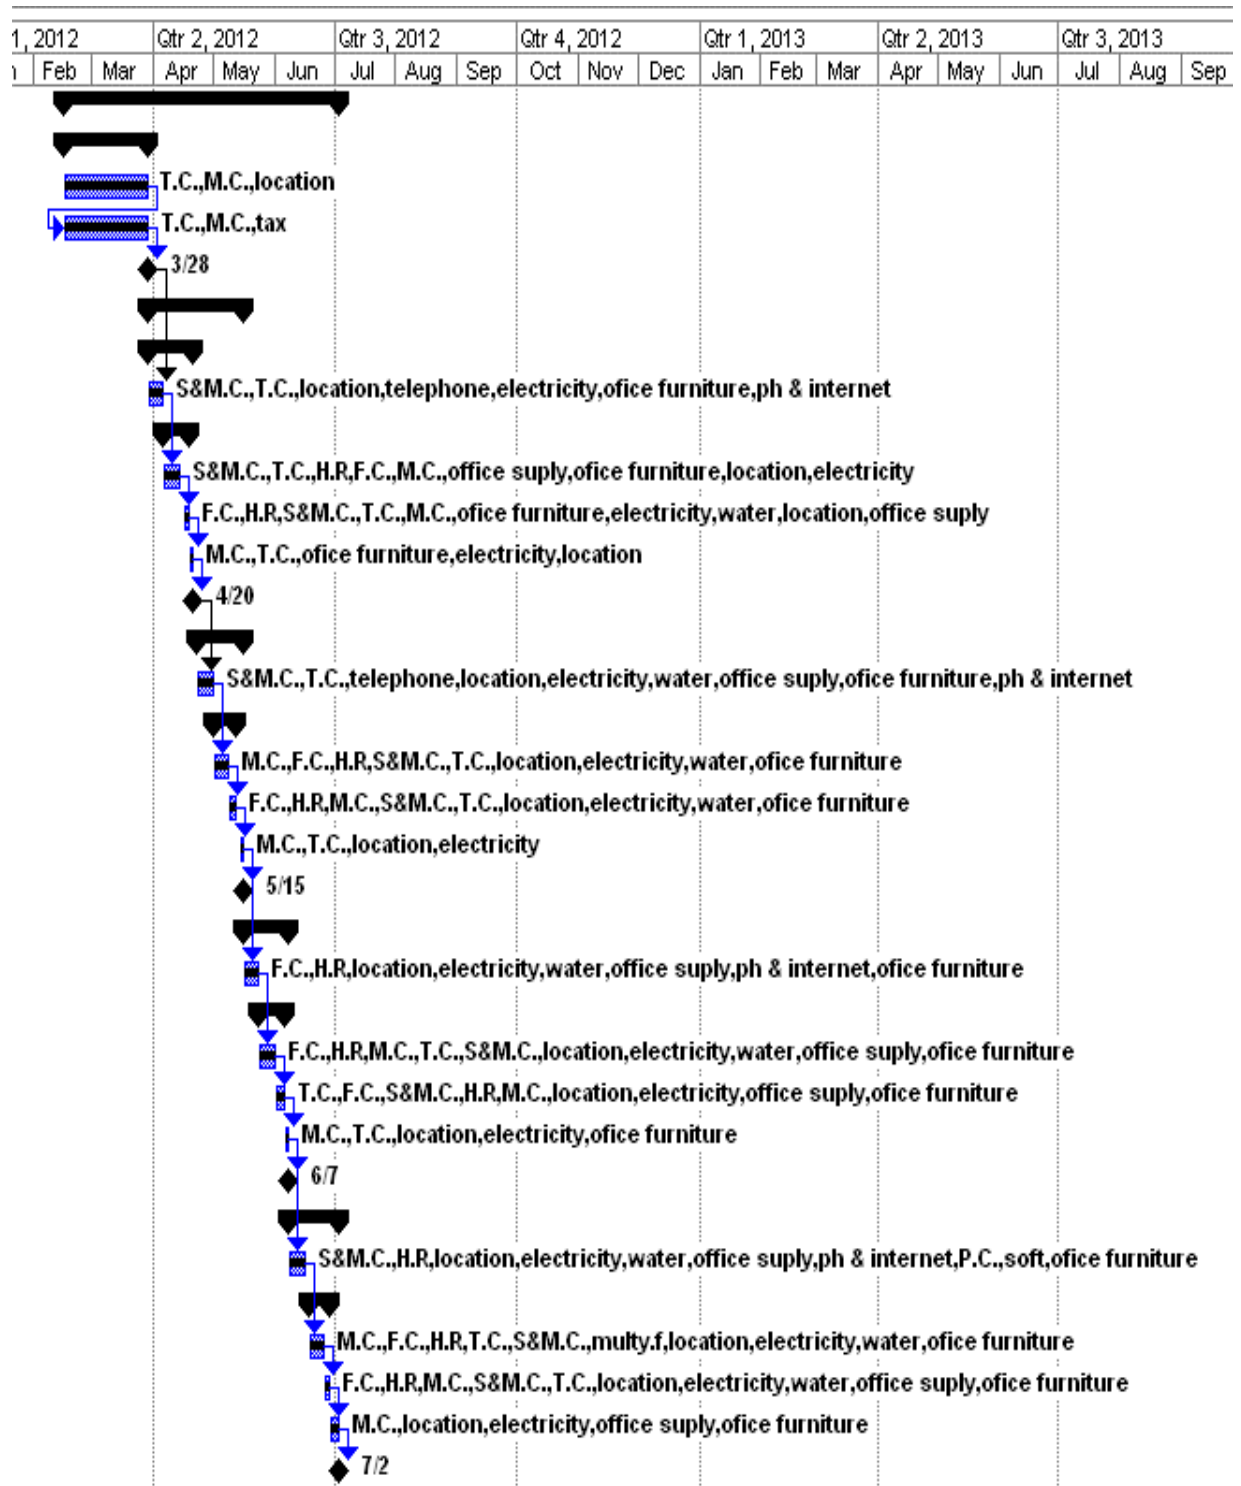 1, 2012 Qtr 2, 2012 Qtr 3, 2012 Qtr 4, 2012 Qtr 1, 2013 Qtr 2, 2013 Qtr 3, 2013
Feb Mar Apr May Jun Jul Aug Sep Oct Nov Dec Jan Feb Mar Apr May Jun Jul Aug Sep
T.C.,M.C.,location
T.C.,M.C.,tax
3/28
S&M.C.,T.C.,location,telephone,electricity,ofice furniture,ph & internet
S&M.C.,T.C.,H.R,F.C.,M.C.,office suply,ofice furniture,location,electricity
F.C.,H.R,S&M.C.,T.C.,M.C.,ofice furniture,electricity,water,location,office suply
M.C.,T.C.,ofice furniture,electricity,location
4/20
S&M.C.,T.C.,telephone,location,electricity,water,office suply,ofice furniture,ph & internet
M.C.,F.C.,H.R,S&M.C.,T.C.,location,electricity,water,ofice furniture
F.C.,H.R,M.C.,S&M.C.,T.C.,location,electricity,water,ofice furniture
M.C.,T.C.,location,electricity
5/15
F.C.,H.R,location,electricity,water,office suply,ph & internet,ofice furniture
F.C.,H.R,M.C.,T.C.,S&M.C.,location,electricity,water,office suply,ofice furniture
T.C.,F.C.,S&M.C.,H.R,M.C.,location,electricity,office suply,ofice furniture
M.C.,T.C.,location,electricity,ofice furniture
6/7
S&M.C.,H.R,location,electricity,water,office suply,ph & internet,P.C.,soft,ofice furniture
M.C.,F.C.,H.R,T.C.,S&M.C.,multy.f,location,electricity,water,ofice furniture
F.C.,H.R,M.C.,S&M.C.,T.C.,location,electricity,water,office suply,ofice furniture
M.C.,location,electricity,office suply,ofice furniture
7/2